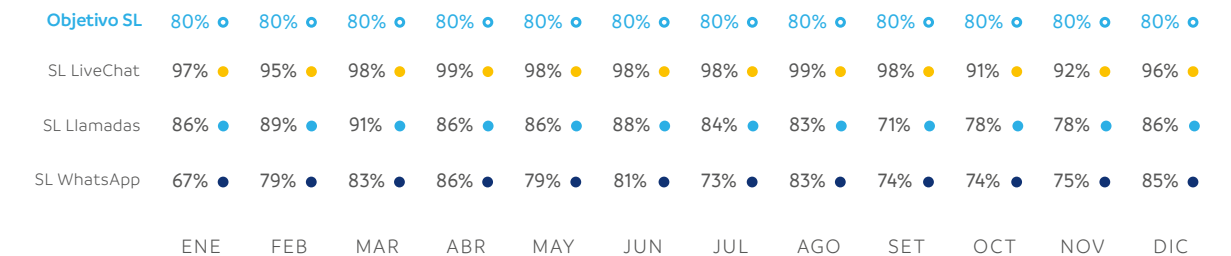 Objetivo SL 80% 80% 80% 80% 80% 80% 80% 80% 80% 80% 80% 80%
SL LiveChat 97% 95% 98% 99% 98% 98% 98% 99% 98% 91% 92% 96%
SL Llamadas 86% 89% 91% 86% 86% 88% 84% 83% 71% 78% 78% 86%
SL WhatsApp 67% 79% 83% 86% 79% 81% 73% 83% 74% 74% 75% 85%
ENE FEB MAR ABR MAY JUN JUL AGO SET OCT NOV DIC